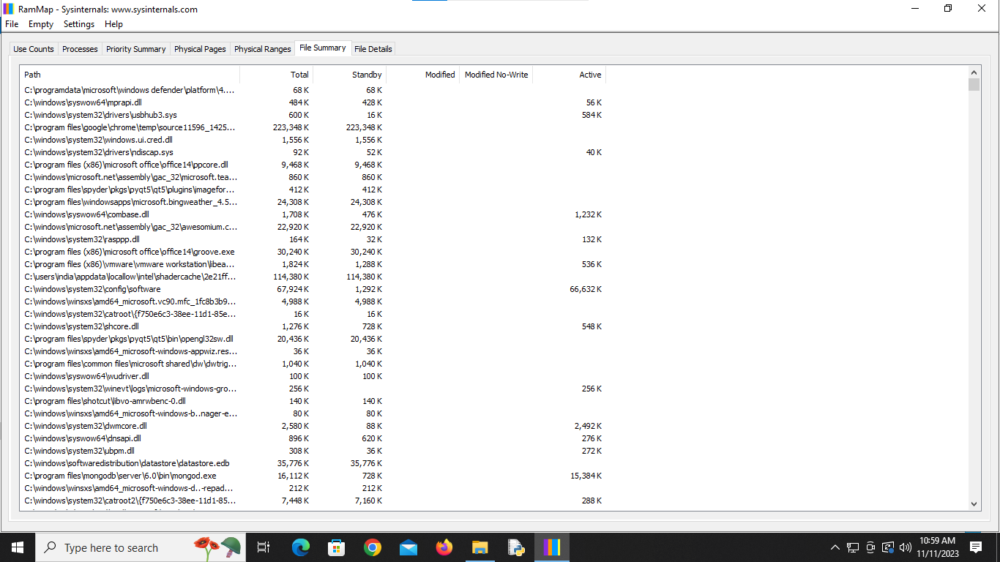 RamMap - Sysinternals: www.sysinternals.com
File Empty Settings Help
Use Counts Processes Priority Summary Physical Pages Physical Ranges File Summary File Details
Path Total Standby Modified Modified No-Write Active
C:\programdata\microsoft\windows defender\platform\4.... 68 K 68 K
C:\windows\syswow64\mprapi.dll 484 K 428 K 56 K
C:\windows\system32\drivers\usbhub3.sys 600 K 16 K 584 K
C:\program files\google\chrome\temp\source11596_1425... 223,348 K 223,348 K
C:\windows\system32\windows.ui.cred.dll 1,556 K 1,556 K
C:\windows\system32\drivers\ndiscap.sys 92 K 52 K 40 K
C:\program files (x86)\microsoft office\office14\ppcore.dll 9,468 K 9,468 K
C:\windows\microsoft.net\assembly\gac_32\microsoft.tea... 860 K 860 K
C:\program files\spyder\pkgs\pyqt5\qt5\plugins\imagefor... 412 K 412 K
C:\program files\windowsapps\microsoft.bingweather_4.5... 24,308 K 24,308 K
C:\windows\syswow64\combase.dll 1,708 K 476 K 1,232 K
C:\windows\microsoft.net\assembly\gac_32\awesomium.c... 22,920 K 22,920 K
C:\windows\system32\rasppp.dll 164 K 32 K 132 K
C:\program files (x86)\microsoft office\office14\groove.exe 30,240 K 30,240 K
C:\program files (x86)\vmware\vmware workstation\libea... 1,824 K 1,288 K 536 K
C:\users\india\appdata\locallow\intel\shadercache\2e21ff... 114,380 K 114,380 K
C:\windows\system32\config\software 67,924 K 1,292 K 66,632 K
C:\windows\winsxs\amd64_microsoft.vc90.mfc_1fc8b3b9... 4,988 K 4,988 K
C:\windows\system32\catroot\{f750e6c3-38ee-11d1-85e... 16 K 16 K
C:\windows\system32\shcore.dll 1,276 K 728 K 548 K
C:\program files\spyder\pkgs\pyqt5\qt5\bin\opengl32sw.dll 20,436 K 20,436 K
C:\windows\winsxs\amd64_microsoft-windows-appwiz.res... 36 K 36 K
C:\program files\common files\microsoft shared\dw\dwtrig... 1,040 K 1,040 K
C:\windows\syswow64\wudriver.dll 100 K 100 K
C:\windows\system32\winevt\logs\microsoft-windows-gro... 256 K 256 K
C:\program files\shotcut\libvo-amrwbenc-0.dll 140 K 140 K
C:\windows\winsxs\amd64_microsoft-windows-b..nager-e... 80 K 80 K
C:\windows\system32\dwmcore.dll 2,580 K 88 K 2,492 K
C:\windows\syswow64\dnsapi.dll 896 K 620 K 276 K
C:\windows\system32\ubpm.dll 308 K 36 K 272 K
C:\windows\softwaredistribution\datastore\datastore.edb 35,776 K 35,776 K
C:\program files\mongodb\server\6.0\bin\mongod.exe 16,112 K 728 K 15,384 K
C:\windows\winsxs\amd64_microsoft-windows-d..-repad... 212 K 212 K
C:\windows\system32\catroot2\{f750e6c3-38ee-11d1-85... 7,448 K 7,160 K 288 K
Type here to search
10:59 AM
11/11/2023